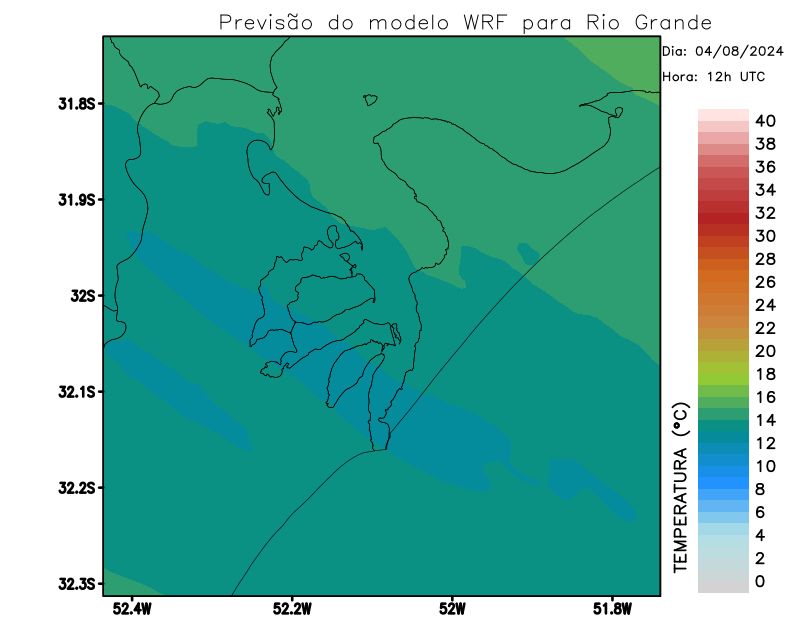 Previsão do modelo WRF para Rio Grande
Dia: 04/08/2024
Hora: 12h UTC
31.8S
31.9S
32S
32.1S
32.2S
32.3S
52.4W
52.2W
52W
51.8W
TEMPERATURA (°C)
40
38
36
34
32
30
28
26
24
22
20
18
16
14
12
10
8
6
4
2
0